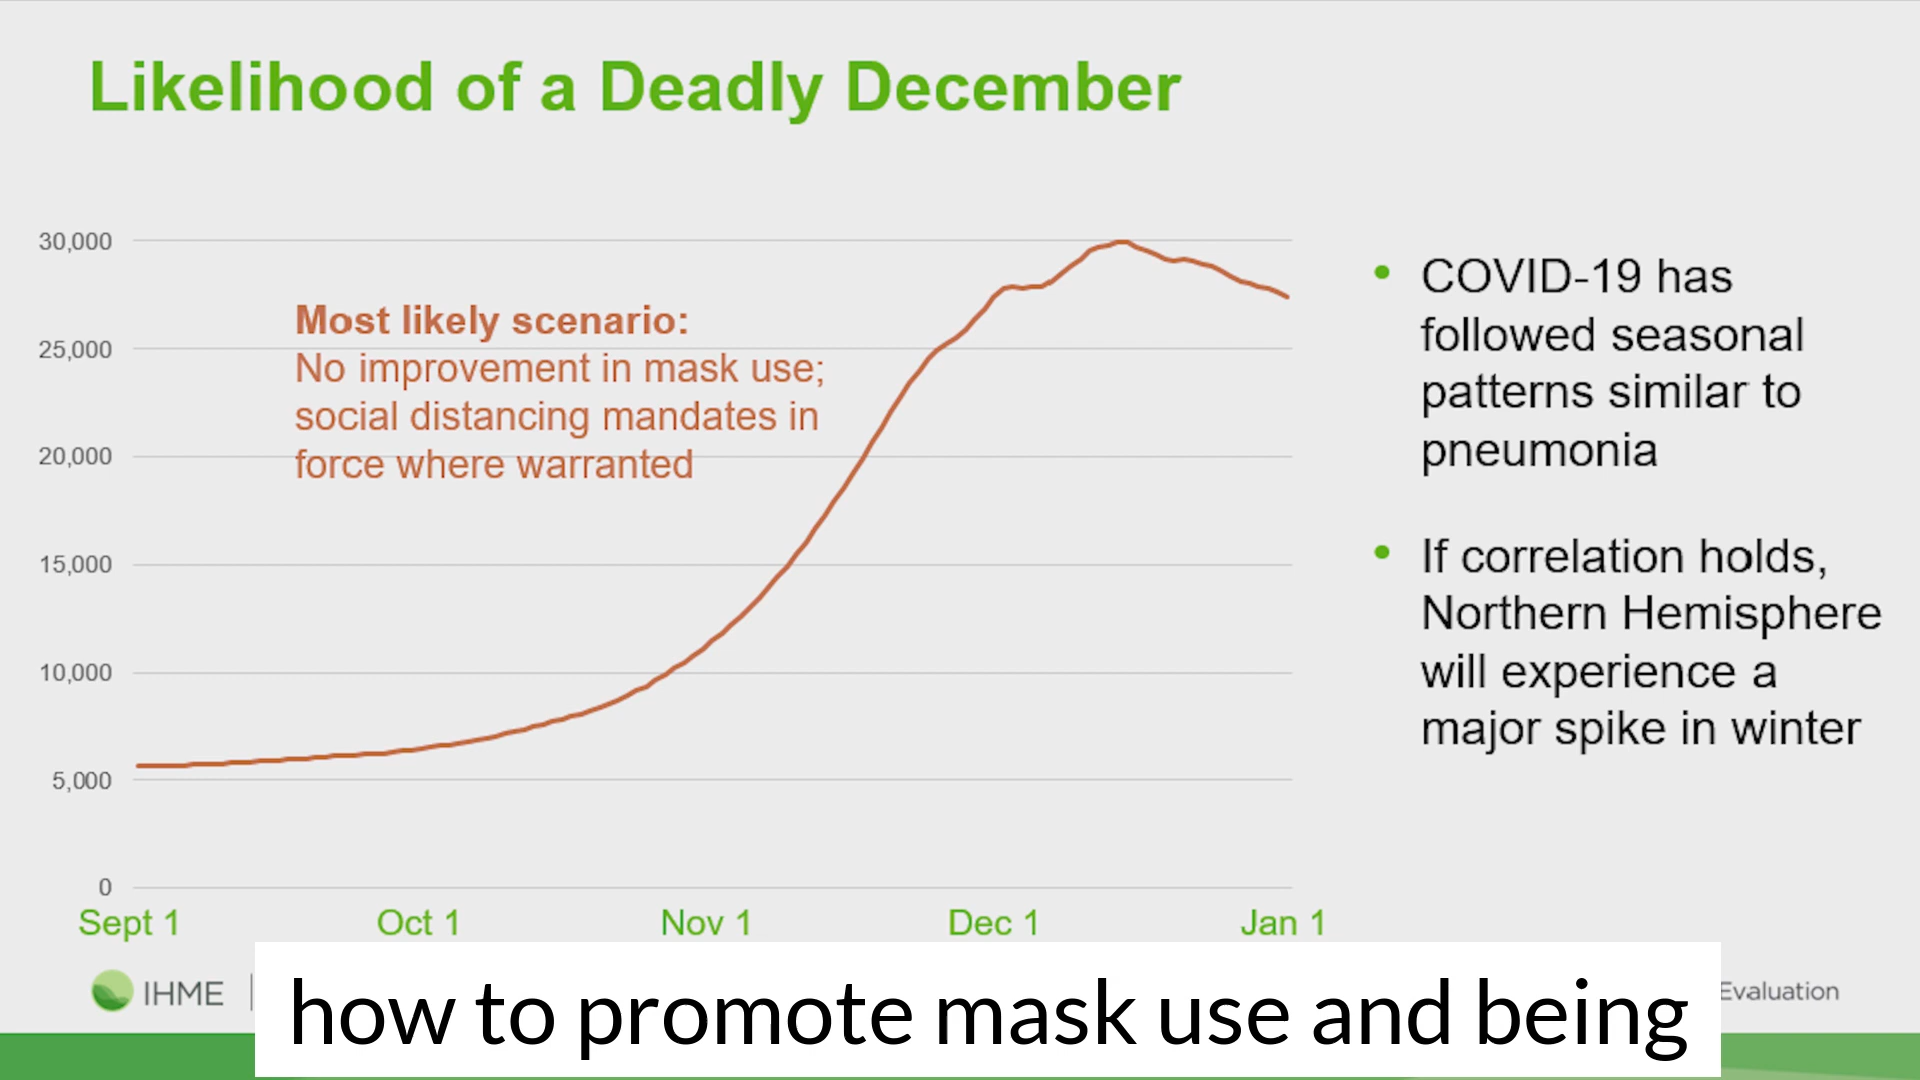 Likelihood of a Deadly December
30,000
25,000
20,000
15,000
10,000
5,000
0
Most likely scenario:
No improvement in mask use;
social distancing mandates in
force where warranted
Sept 1
Oct 1
Nov 1
Dec 1
Jan 1
• COVID-19 has
followed seasonal
patterns similar to
pneumonia
• If correlation holds,
Northern Hemisphere
will experience a
major spike in winter
IHME
Evaluation
how to promote mask use and being